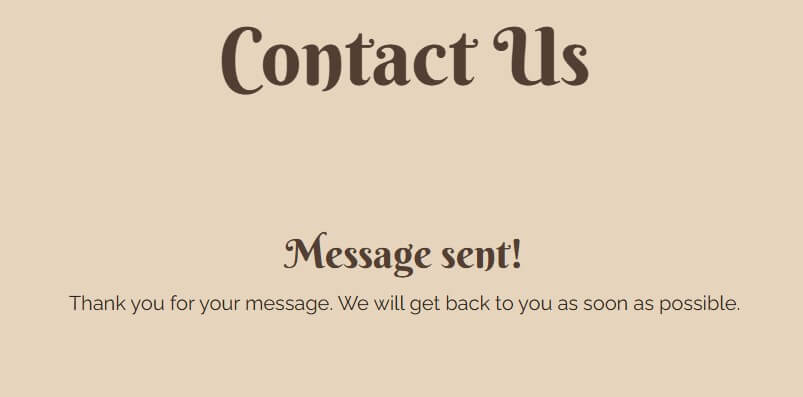 Contact Us
Message sent!
Thank you for your message. We will get back to you as soon as possible.